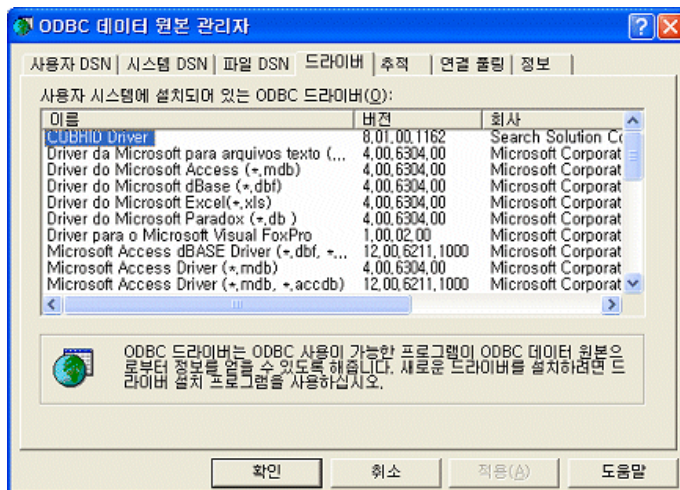 ODBC 데이터 원본 관리자
사용자 DSN 시스템 DSN 파일 DSN 드라이버 추적 연결 풀링 정보
사용자 시스템에 설치되어 있는 ODBC 드라이버(O):
이름 버전 회사
CUBRID Driver 8.01.00.1162 Search Solution Co
Driver da Microsoft para arquivos texto (... 4.00.6304.00 Microsoft Corporat
Driver do Microsoft Access (*.mdb) 4.00.6304.00 Microsoft Corporat
Driver do Microsoft dBase (*.dbf) 4.00.6304.00 Microsoft Corporat
Driver do Microsoft Excel(*.xls) 4.00.6304.00 Microsoft Corporat
Driver do Microsoft Paradox (*.db ) 4.00.6304.00 Microsoft Corporat
Driver para o Microsoft Visual FoxPro 1.00.02.00 Microsoft Corporat
Microsoft Access dBASE Driver (*.dbf, *... 12.00.6211.1000 Microsoft Corporat
Microsoft Access Driver (*.mdb) 4.00.6304.00 Microsoft Corporat
Microsoft Access Driver (*.mdb, *.accdb) 12.00.6211.1000 Microsoft Corporat
ODBC 드라이버는 ODBC 사용이 가능한 프로그램이 ODBC 데이터 원본으
로부터 정보를 얻을 수 있도록 해줍니다. 새로운 드라이버를 설치하려면 드
라이버 설치 프로그램을 사용하십시오.
확인 취소 적용(A) 도움말